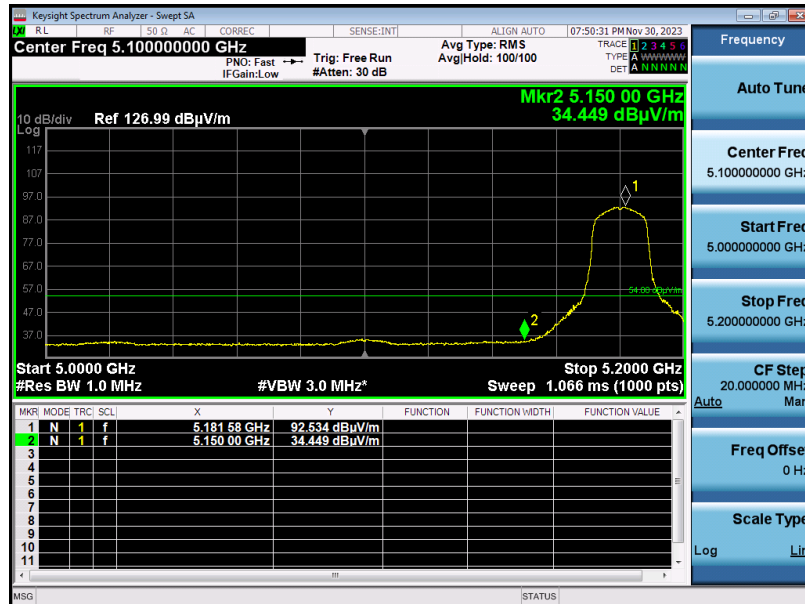 Keysight Spectrum Analyzer - Swept SA
LXI RL RF 50 Ω AC CORREC SENSE:INT ALIGN AUTO 07:50:31 PM Nov 30, 2023
Center Freq 5.100000000 GHz
PNO: Fast
IFGain:Low
Trig: Free Run
#Atten: 30 dB
Avg Type: RMS
Avg|Hold: 100/100
TRACE 1 2 3 4 5 6
TYPE A WWWWW
DET A N N N N N
Mkr2 5.150 00 GHz
34.449 dBµV/m
10 dB/div Ref 126.99 dBµV/m
Log
117
107
97.0
87.0
77.0
67.0
57.0
47.0
37.0
1
2
54.00 dBµV/m
Start 5.0000 GHz Stop 5.2000 GHz
#Res BW 1.0 MHz #VBW 3.0 MHz* Sweep 1.066 ms (1000 pts)
MKR MODE TRC SCL X Y FUNCTION FUNCTION WIDTH FUNCTION VALUE
1 N 1 f 5.181 58 GHz 92.534 dBµV/m
2 N 1 f 5.150 00 GHz 34.449 dBµV/m
3
4
5
6
7
8
9
10
11
MSG STATUS
Frequency
Auto Tune
Center Freq
5.100000000 GHz
Start Freq
5.000000000 GHz
Stop Freq
5.200000000 GHz
CF Step
20.000000 MHz
Auto Man
Freq Offset
0 Hz
Scale Type
Log Lin